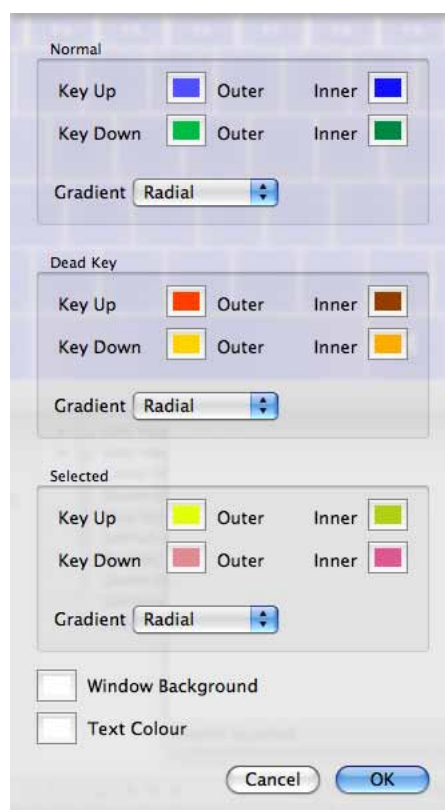 Normal
Key Up Outer Inner
Key Down Outer Inner
Gradient Radial
Dead Key
Key Up Outer Inner
Key Down Outer Inner
Gradient Radial
Selected
Key Up Outer Inner
Key Down Outer Inner
Gradient Radial
Window Background
Text Colour
Cancel OK